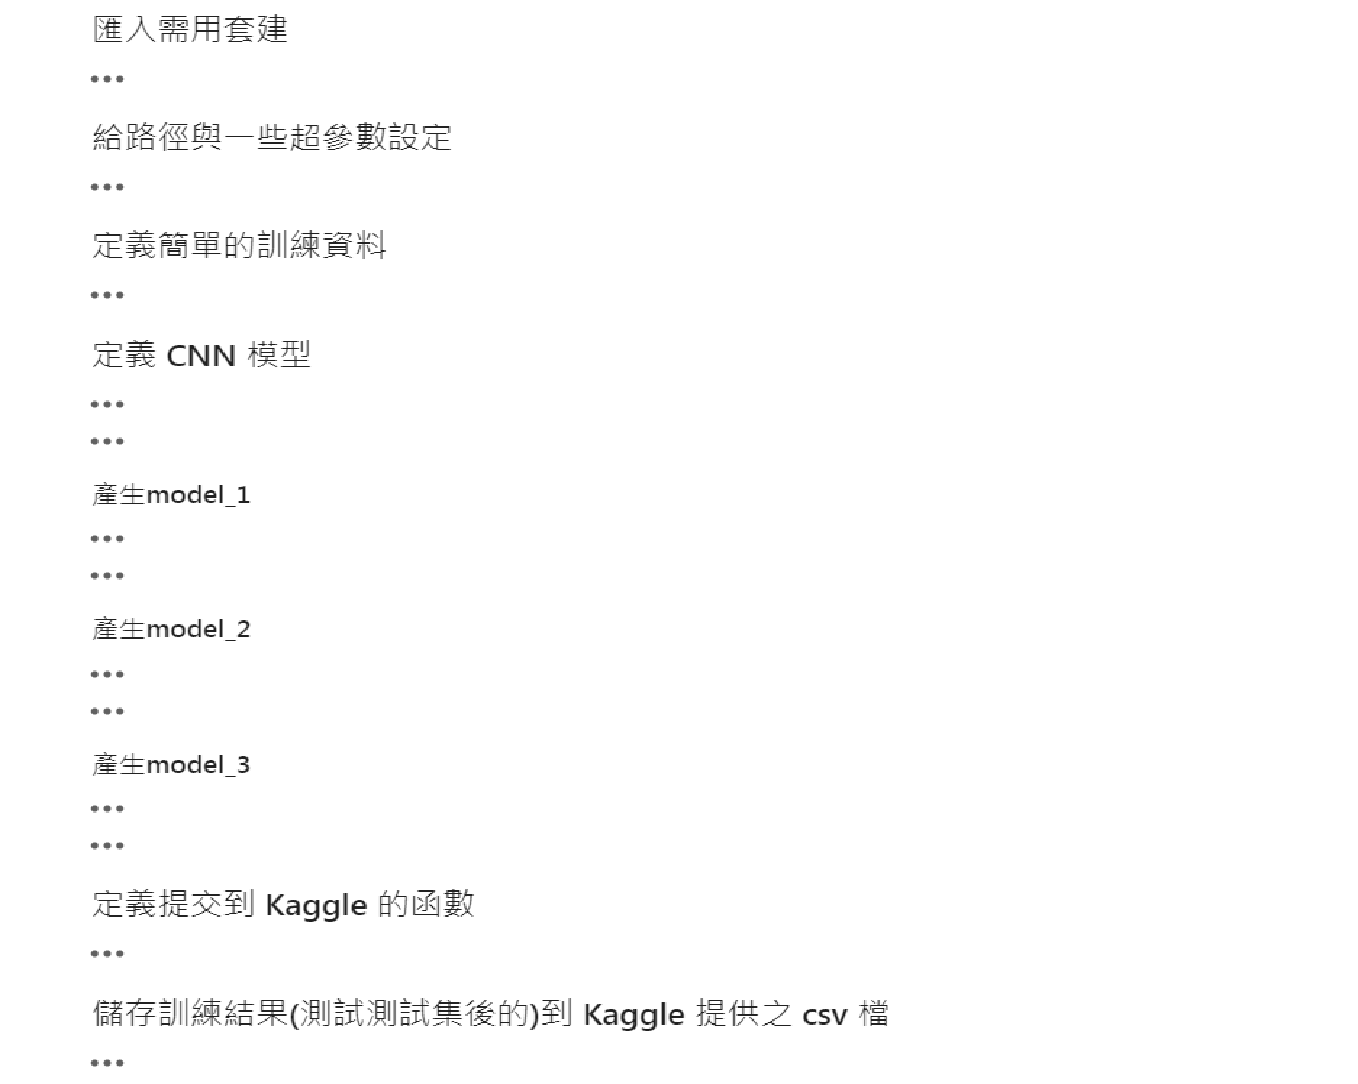 匯入需用套建
•••
給路徑與一些超參數設定
•••
定義簡單的訓練資料
•••
定義 CNN 模型
•••
•••
產生model_1
•••
•••
產生model_2
•••
•••
產生model_3
•••
•••
定義提交到 Kaggle 的函數
•••
儲存訓練結果(測試測試集後的)到 Kaggle 提供之 csv 檔
•••